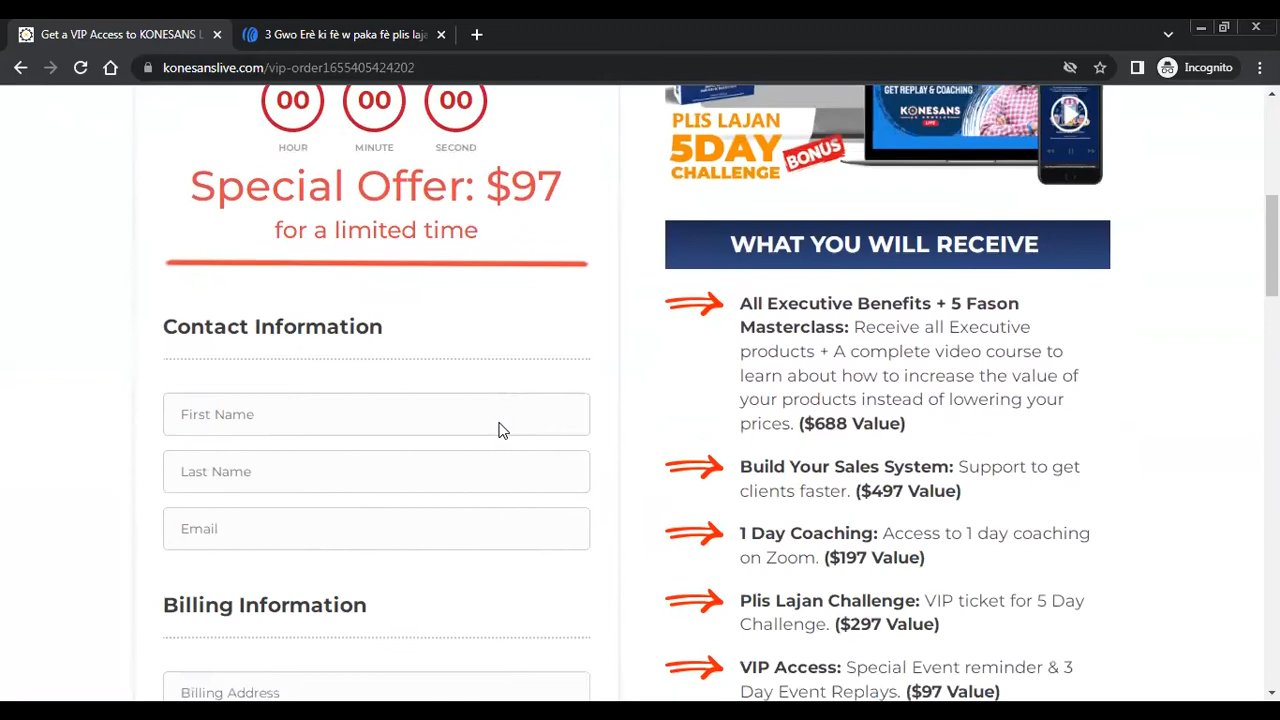 Get a VIP Access to KONESANS L
3 Gwo Erè ki fè w paka fè plis laja
konesanslive.com/vip-order1655405424202
Incognito
00 00 00
HOUR MINUTE SECOND
Special Offer: $97
for a limited time
Contact Information
First Name
Last Name
Email
Billing Information
Billing Address
GET REPLAY & COACHING
KONESANS
LIVE
PLIS LAJAN
5DAY
CHALLENGE
BONUS
WHAT YOU WILL RECEIVE
All Executive Benefits + 5 Fason
Masterclass: Receive all Executive
products + A complete video course to
learn about how to increase the value of
your products instead of lowering your
prices. ($688 Value)
Build Your Sales System: Support to get
clients faster. ($497 Value)
1 Day Coaching: Access to 1 day coaching
on Zoom. ($197 Value)
Plis Lajan Challenge: VIP ticket for 5 Day
Challenge. ($297 Value)
VIP Access: Special Event reminder & 3
Day Event Replays. ($97 Value)